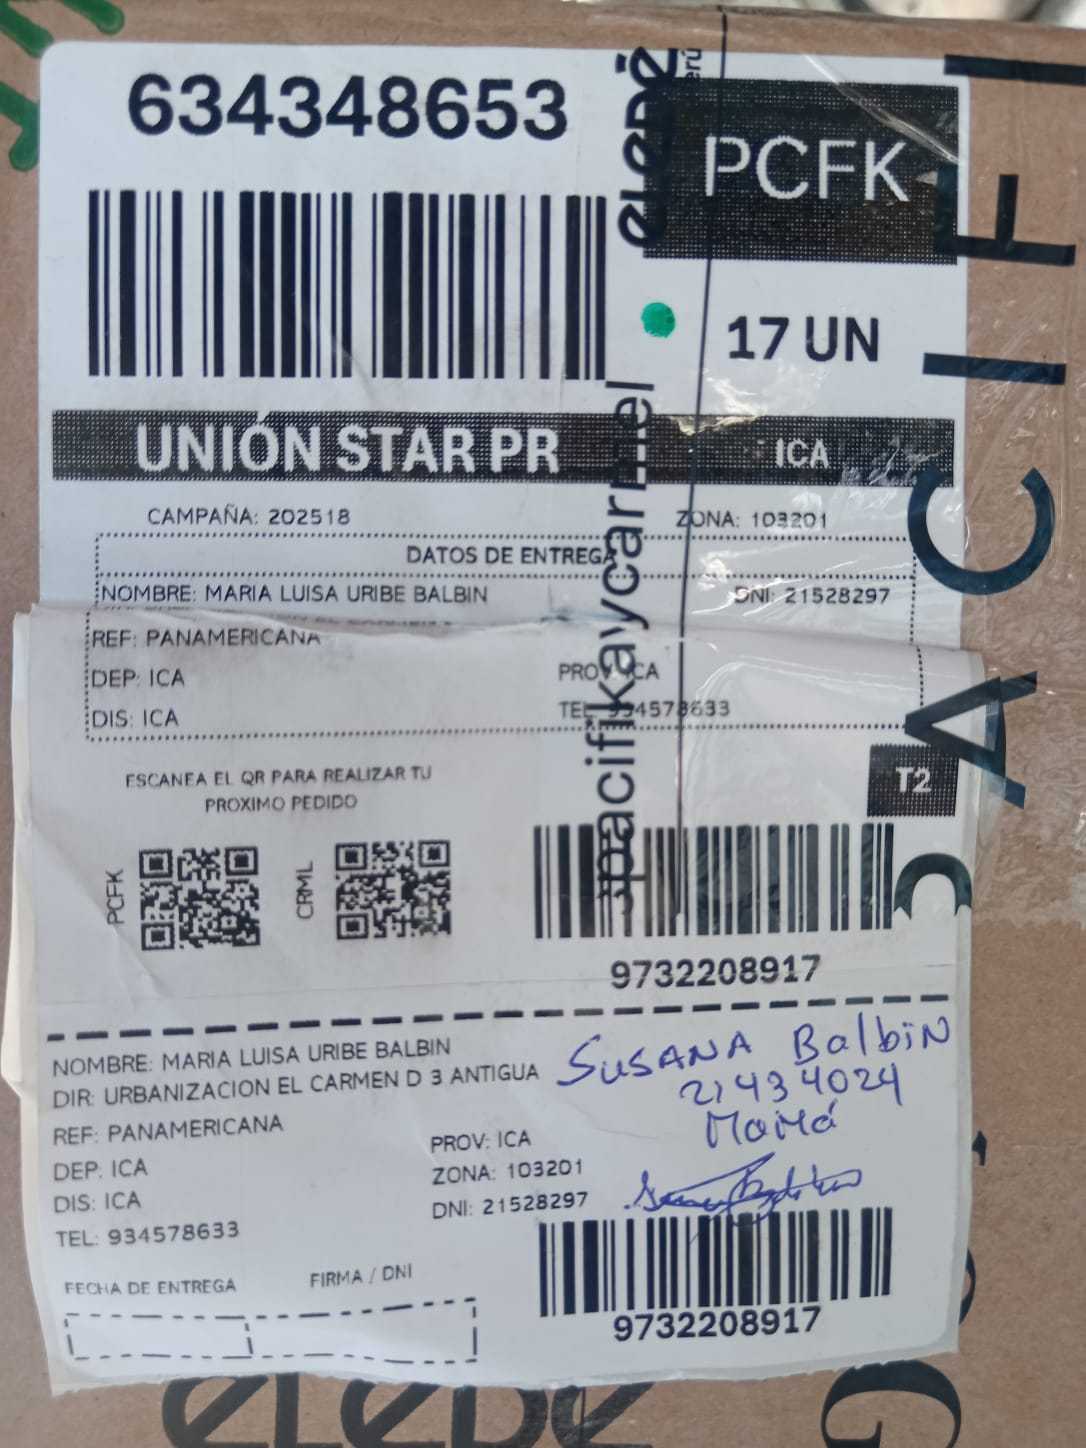 634348653
elepē
erú
PCFK
17 UN
UNIÓN STAR PR
ICA
CAMPAÑA: 202518
ZONA: 103201
DATOS DE ENTREGA
NOMBRE: MARIA LUISA URIBE BALBIN
DNI: 21528297
REF: PANAMERICANA
DEP: ICA
PROV: ICA
DIS: ICA
TEL: 934578633
pacifikaycarmel
PACIFI
T2
ESCANEA EL QR PARA REALIZAR TU
PROXIMO PEDIDO
PCFK
CRML
9732208917
NOMBRE: MARIA LUISA URIBE BALBIN
DIR: URBANIZACION EL CARMEN D 3 ANTIGUA
REF: PANAMERICANA
PROV: ICA
DEP: ICA
ZONA: 103201
DIS: ICA
DNI: 21528297
TEL: 934578633
SUSANA Balbin
21434024
Mamá
FECHA DE ENTREGA
FIRMA / DNI
9732208917